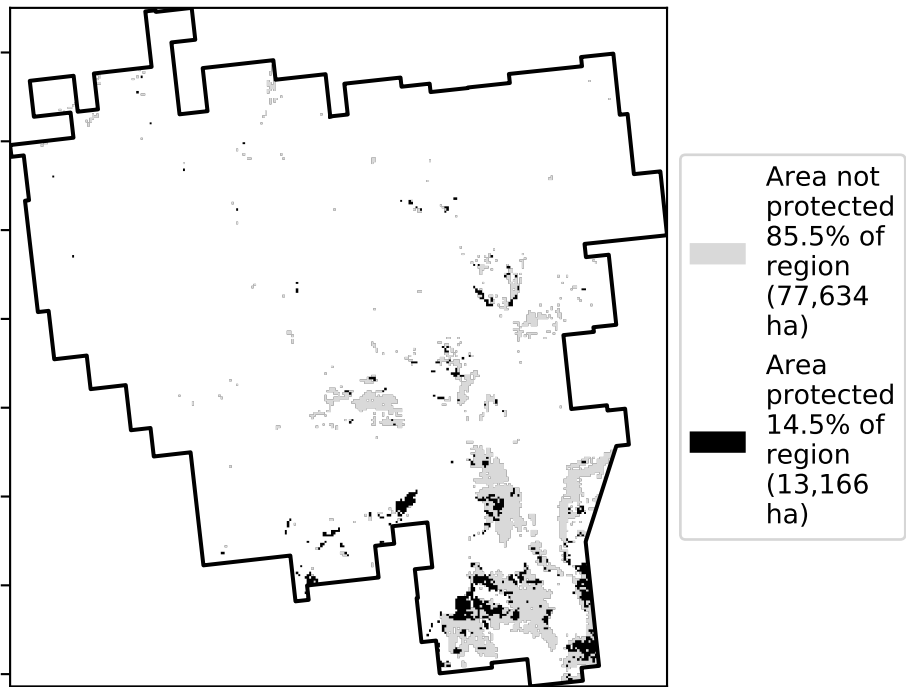 Area not
protected
85.5% of
region
(77,634
ha)
Area
protected
14.5% of
region
(13,166
ha)